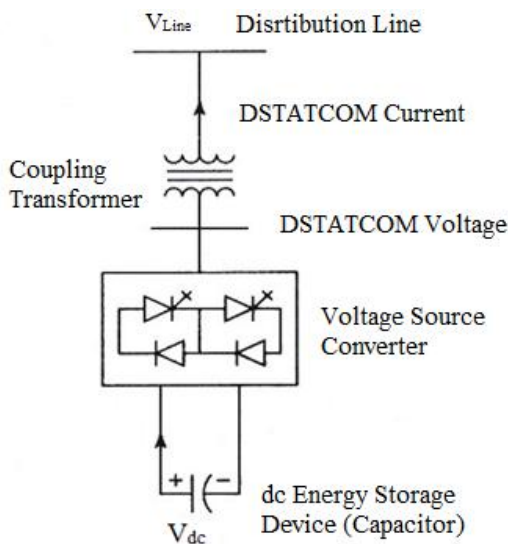 VLine Disrtibution Line
DSTATCOM Current
Coupling
Transformer
DSTATCOM Voltage
Voltage Source
Converter
+ -
Vdc
dc Energy Storage
Device (Capacitor)